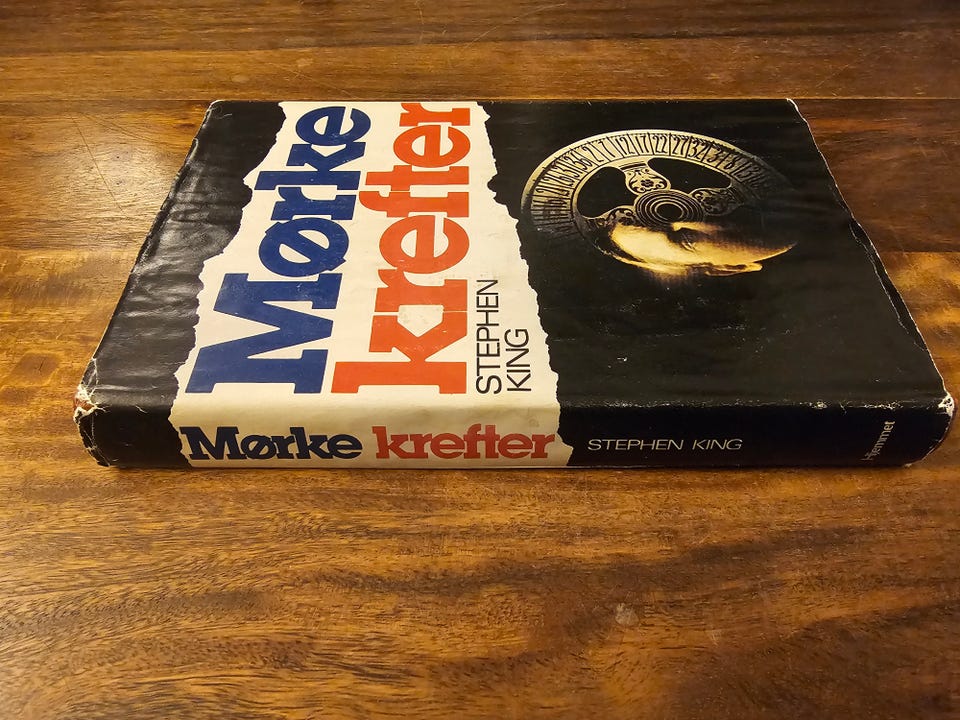 Mørke
krefter
STEPHEN
KING
Mørke krefter
STEPHEN KING
Hjemmet